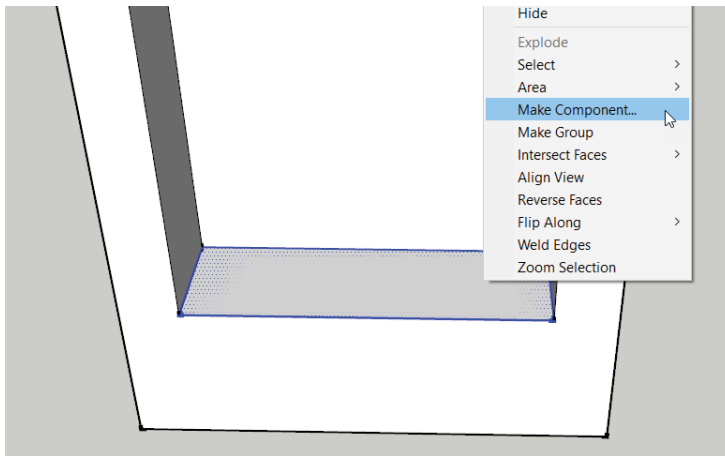 Hide
Explode
Select
Area
Make Component...
Make Group
Intersect Faces
Align View
Reverse Faces
Flip Along
Weld Edges
Zoom Selection